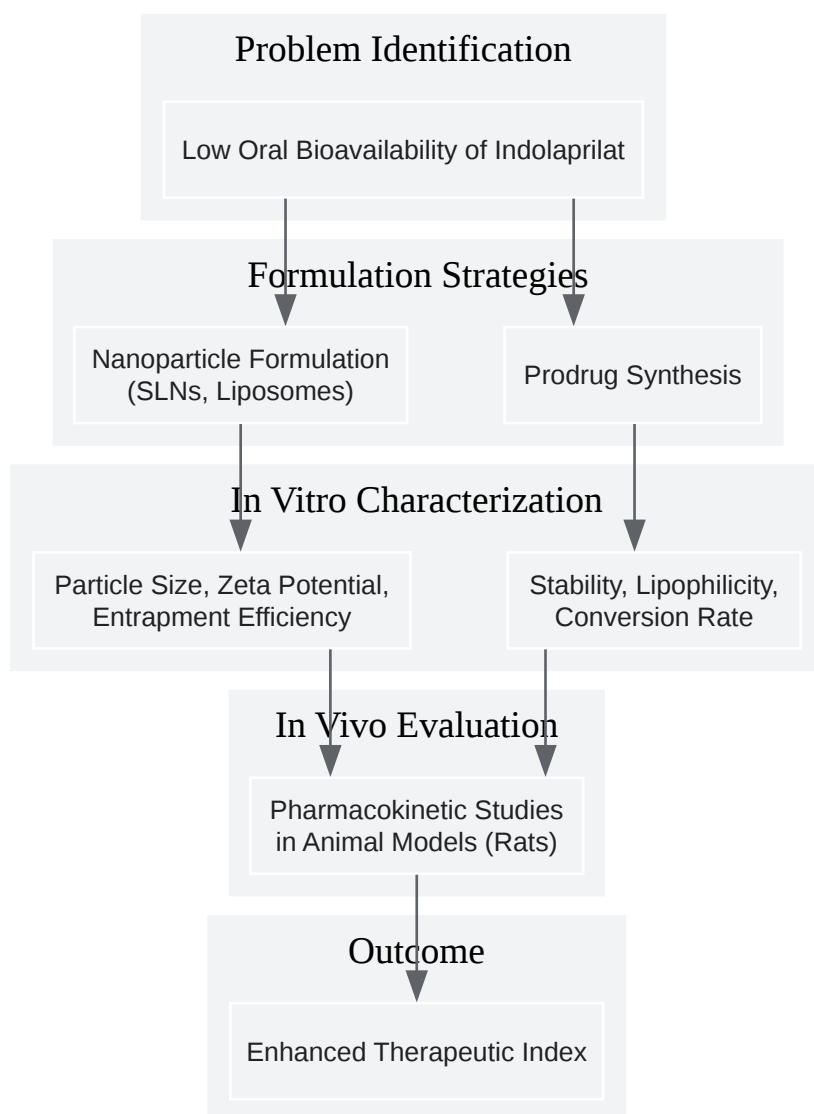 Problem Identification
Low Oral Bioavailability of Indolaprilat
Formulation Strategies
Nanoparticle Formulation
(SLNs, Liposomes)
Prodrug Synthesis
In Vitro Characterization
Particle Size, Zeta Potential,
Entrapment Efficiency
Stability, Lipophilicity,
Conversion Rate
In Vivo Evaluation
Pharmacokinetic Studies
in Animal Models (Rats)
Outcome
Enhanced Therapeutic Index